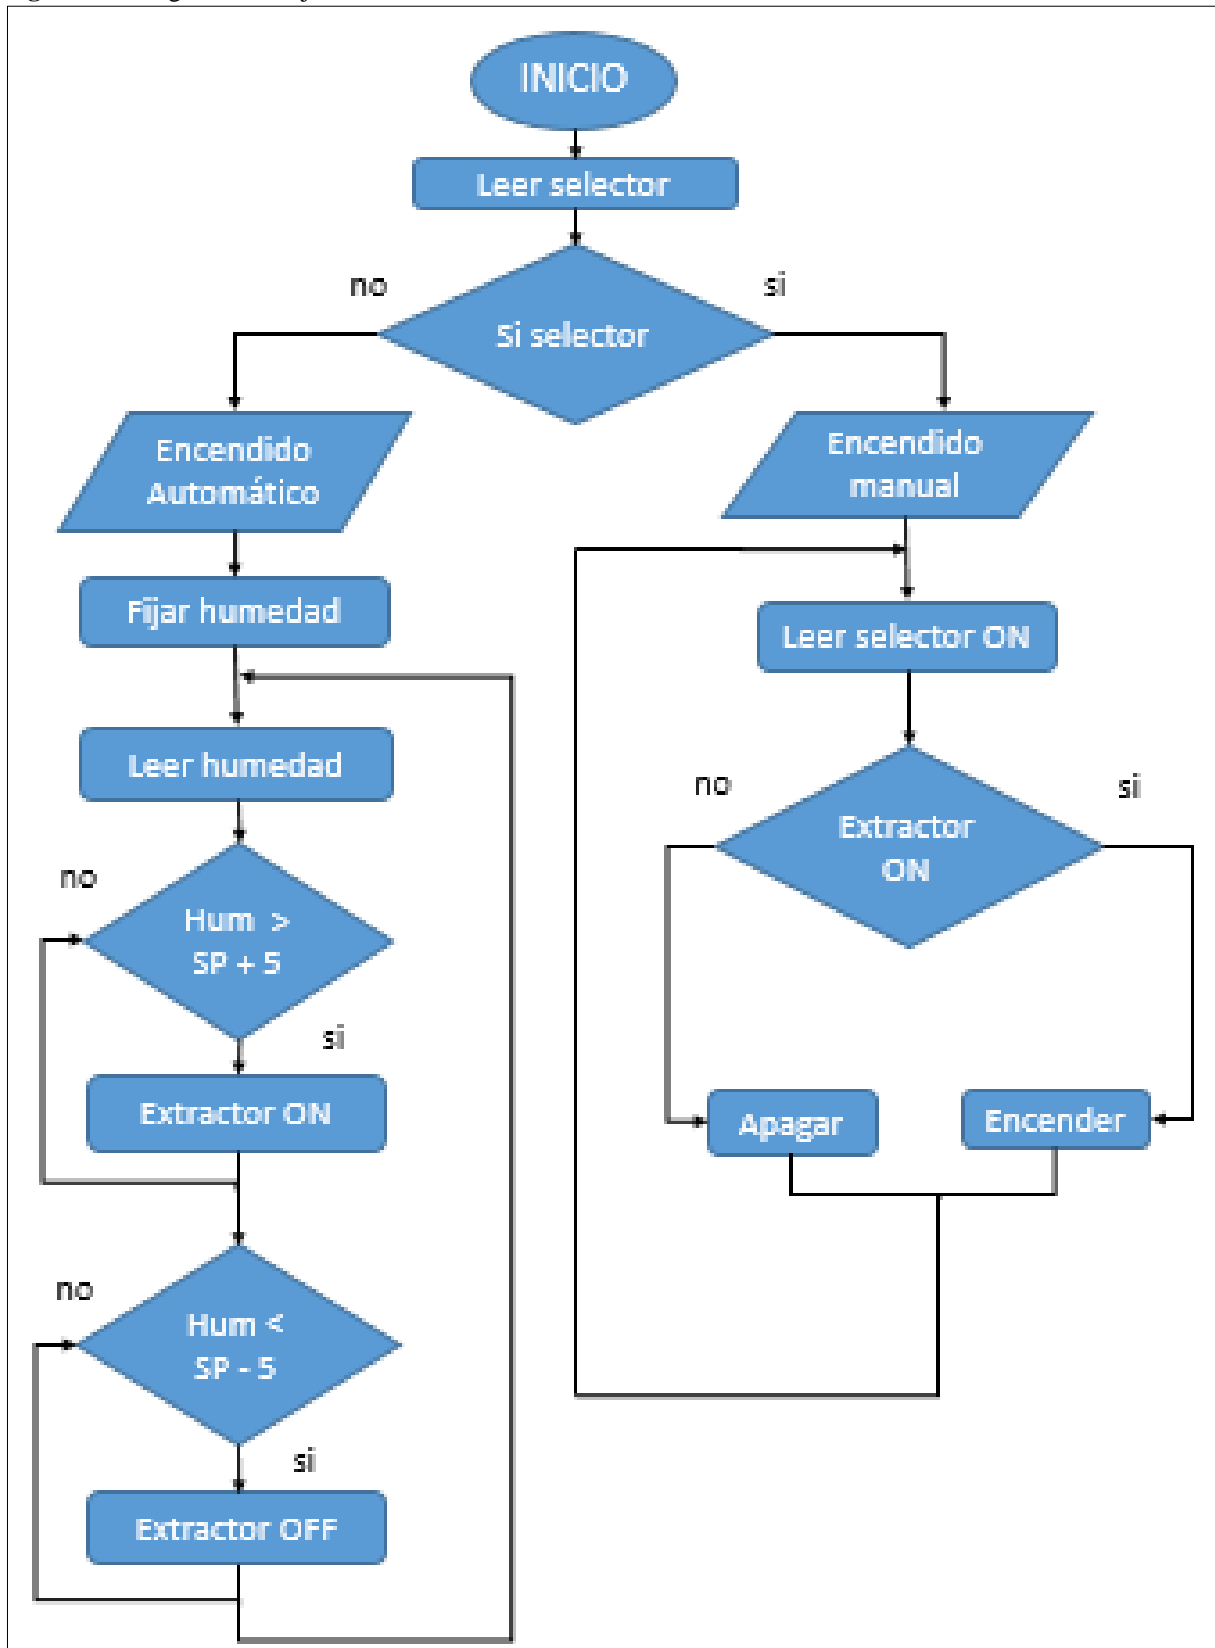 INICIO
Leer selector
no
si
Si selector
Encendido
Automático
Encendido
manual
Fijar humedad
Leer selector ON
Leer humedad
no
si
Extractor
ON
no
Hum >
SP + 5
si
Extractor ON
Apagar
Encender
no
Hum <
SP - 5
si
Extractor OFF